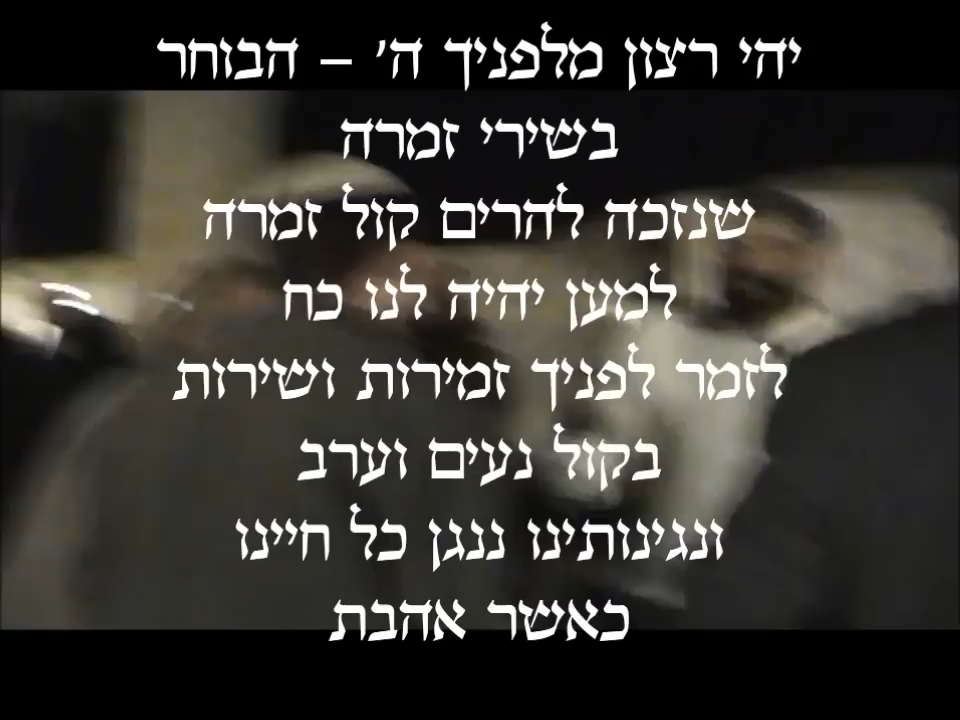 יהי רצון מלפניך ה' – הבוחר
בשירי זמרה
שנזכה להרים קול זמרה
למען יהיה לנו כח
לזמר לפניך זמירות ושירות
בקול נעים וערב
ונגינותינו ננגן כל חיינו
כאשר אהבת